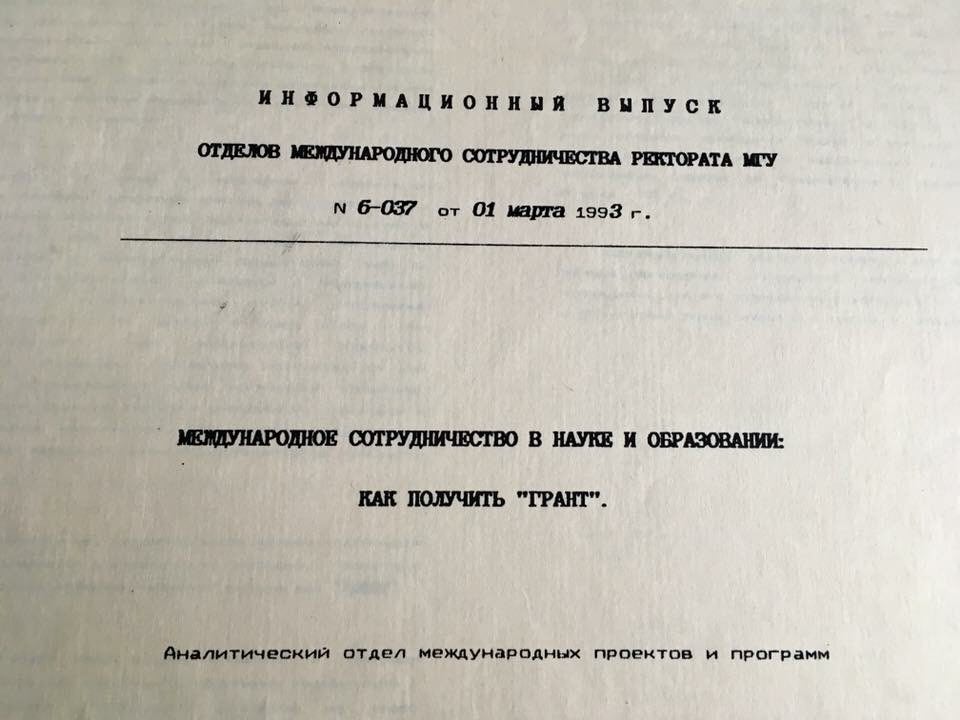 ИНФОРМАЦИОННЫЙ ВЫПУСК
ОТДЕЛОВ МЕЖДУНАРОДНОГО СОТРУДНИЧЕСТВА РЕКТОРАТА МГУ
N 6-037 от 01 марта 1993 г.
МЕЖДУНАРОДНОЕ СОТРУДНИЧЕСТВО В НАУКЕ И ОБРАЗОВАНИИ:
КАК ПОЛУЧИТЬ "ГРАНТ".
Аналитический отдел международных проектов и программ